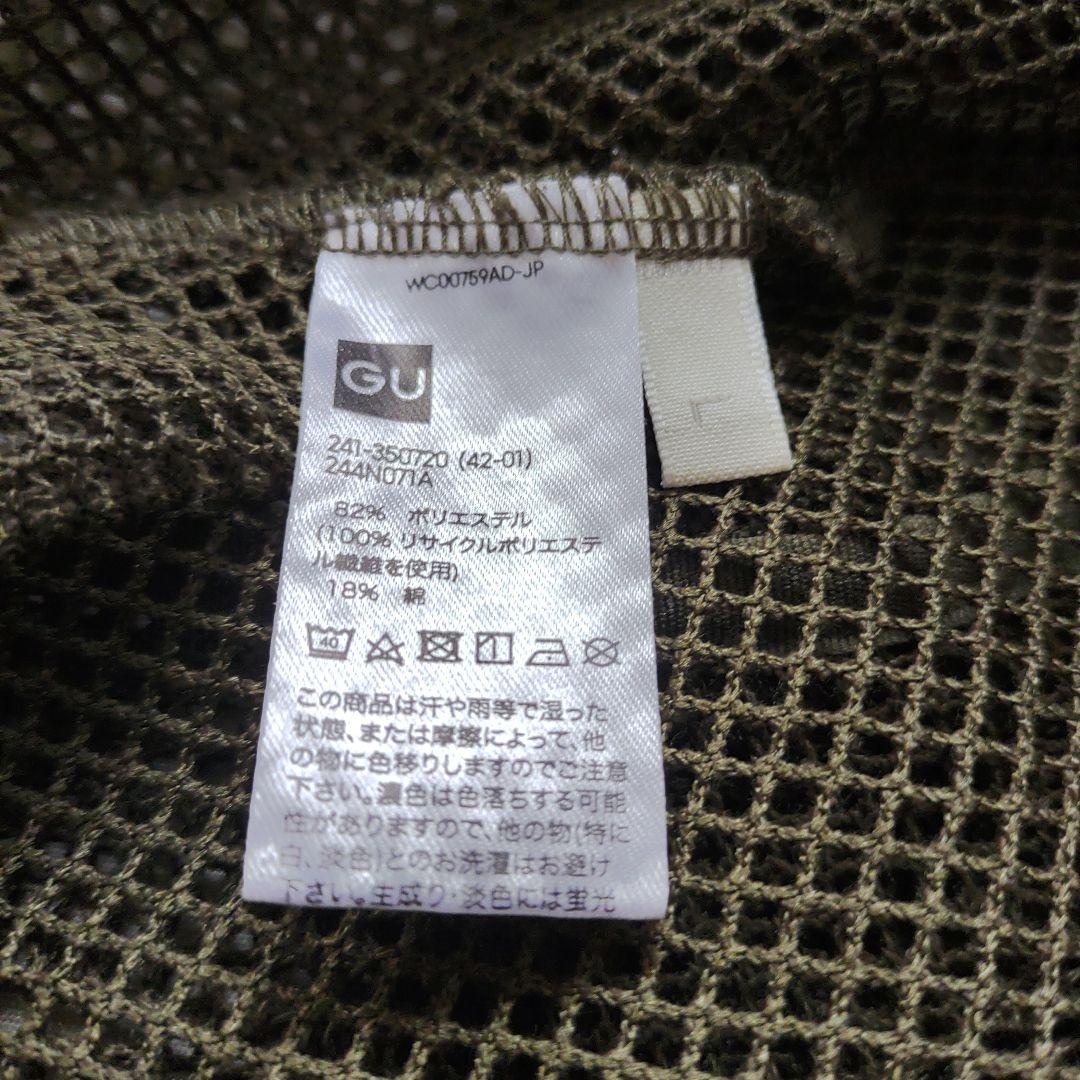 WC00759AD-JP
GU
L
241-350720 (42-01)
244N071A
82% ポリエステル
(100% リサイクルポリエステ
ル繊維を使用)
18% 綿
40
この商品は汗や雨等で湿った
状態、または摩擦によって、他
の物に色移りしますのでご注意
下さい。濃色は色落ちする可能
性がありますので、他の物(特に
白、淡色)とのお洗濯はお避け
下さい。生成り・淡色には蛍光